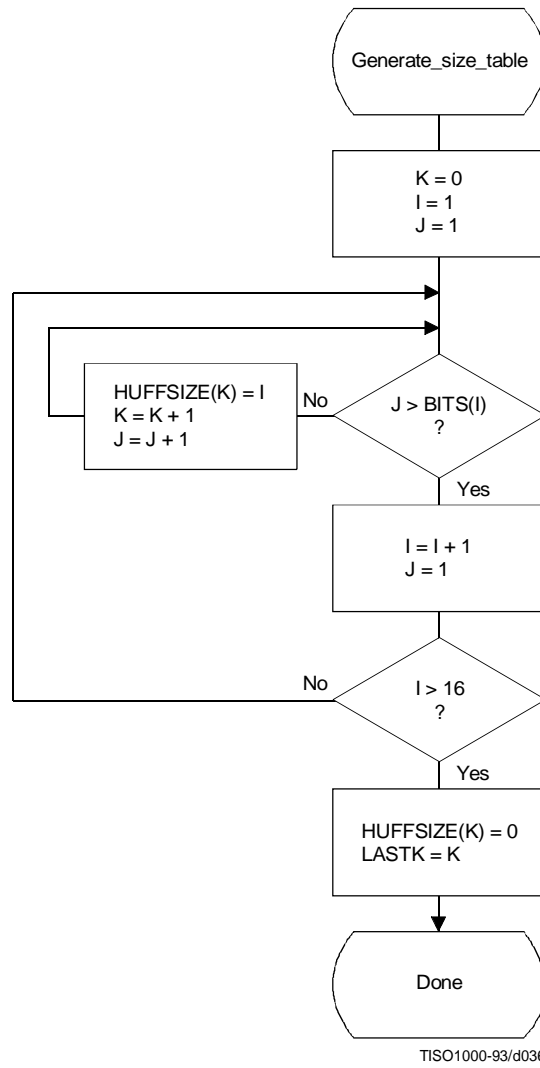 Generate_size_table
K = 0
I = 1
J = 1
HUFFSIZE(K) = I
K = K + 1
J = J + 1
No
J > BITS(I)
?
Yes
I = I + 1
J = 1
No
I > 16
?
Yes
HUFFSIZE(K) = 0
LASTK = K
Done
TISO1000-93/d036